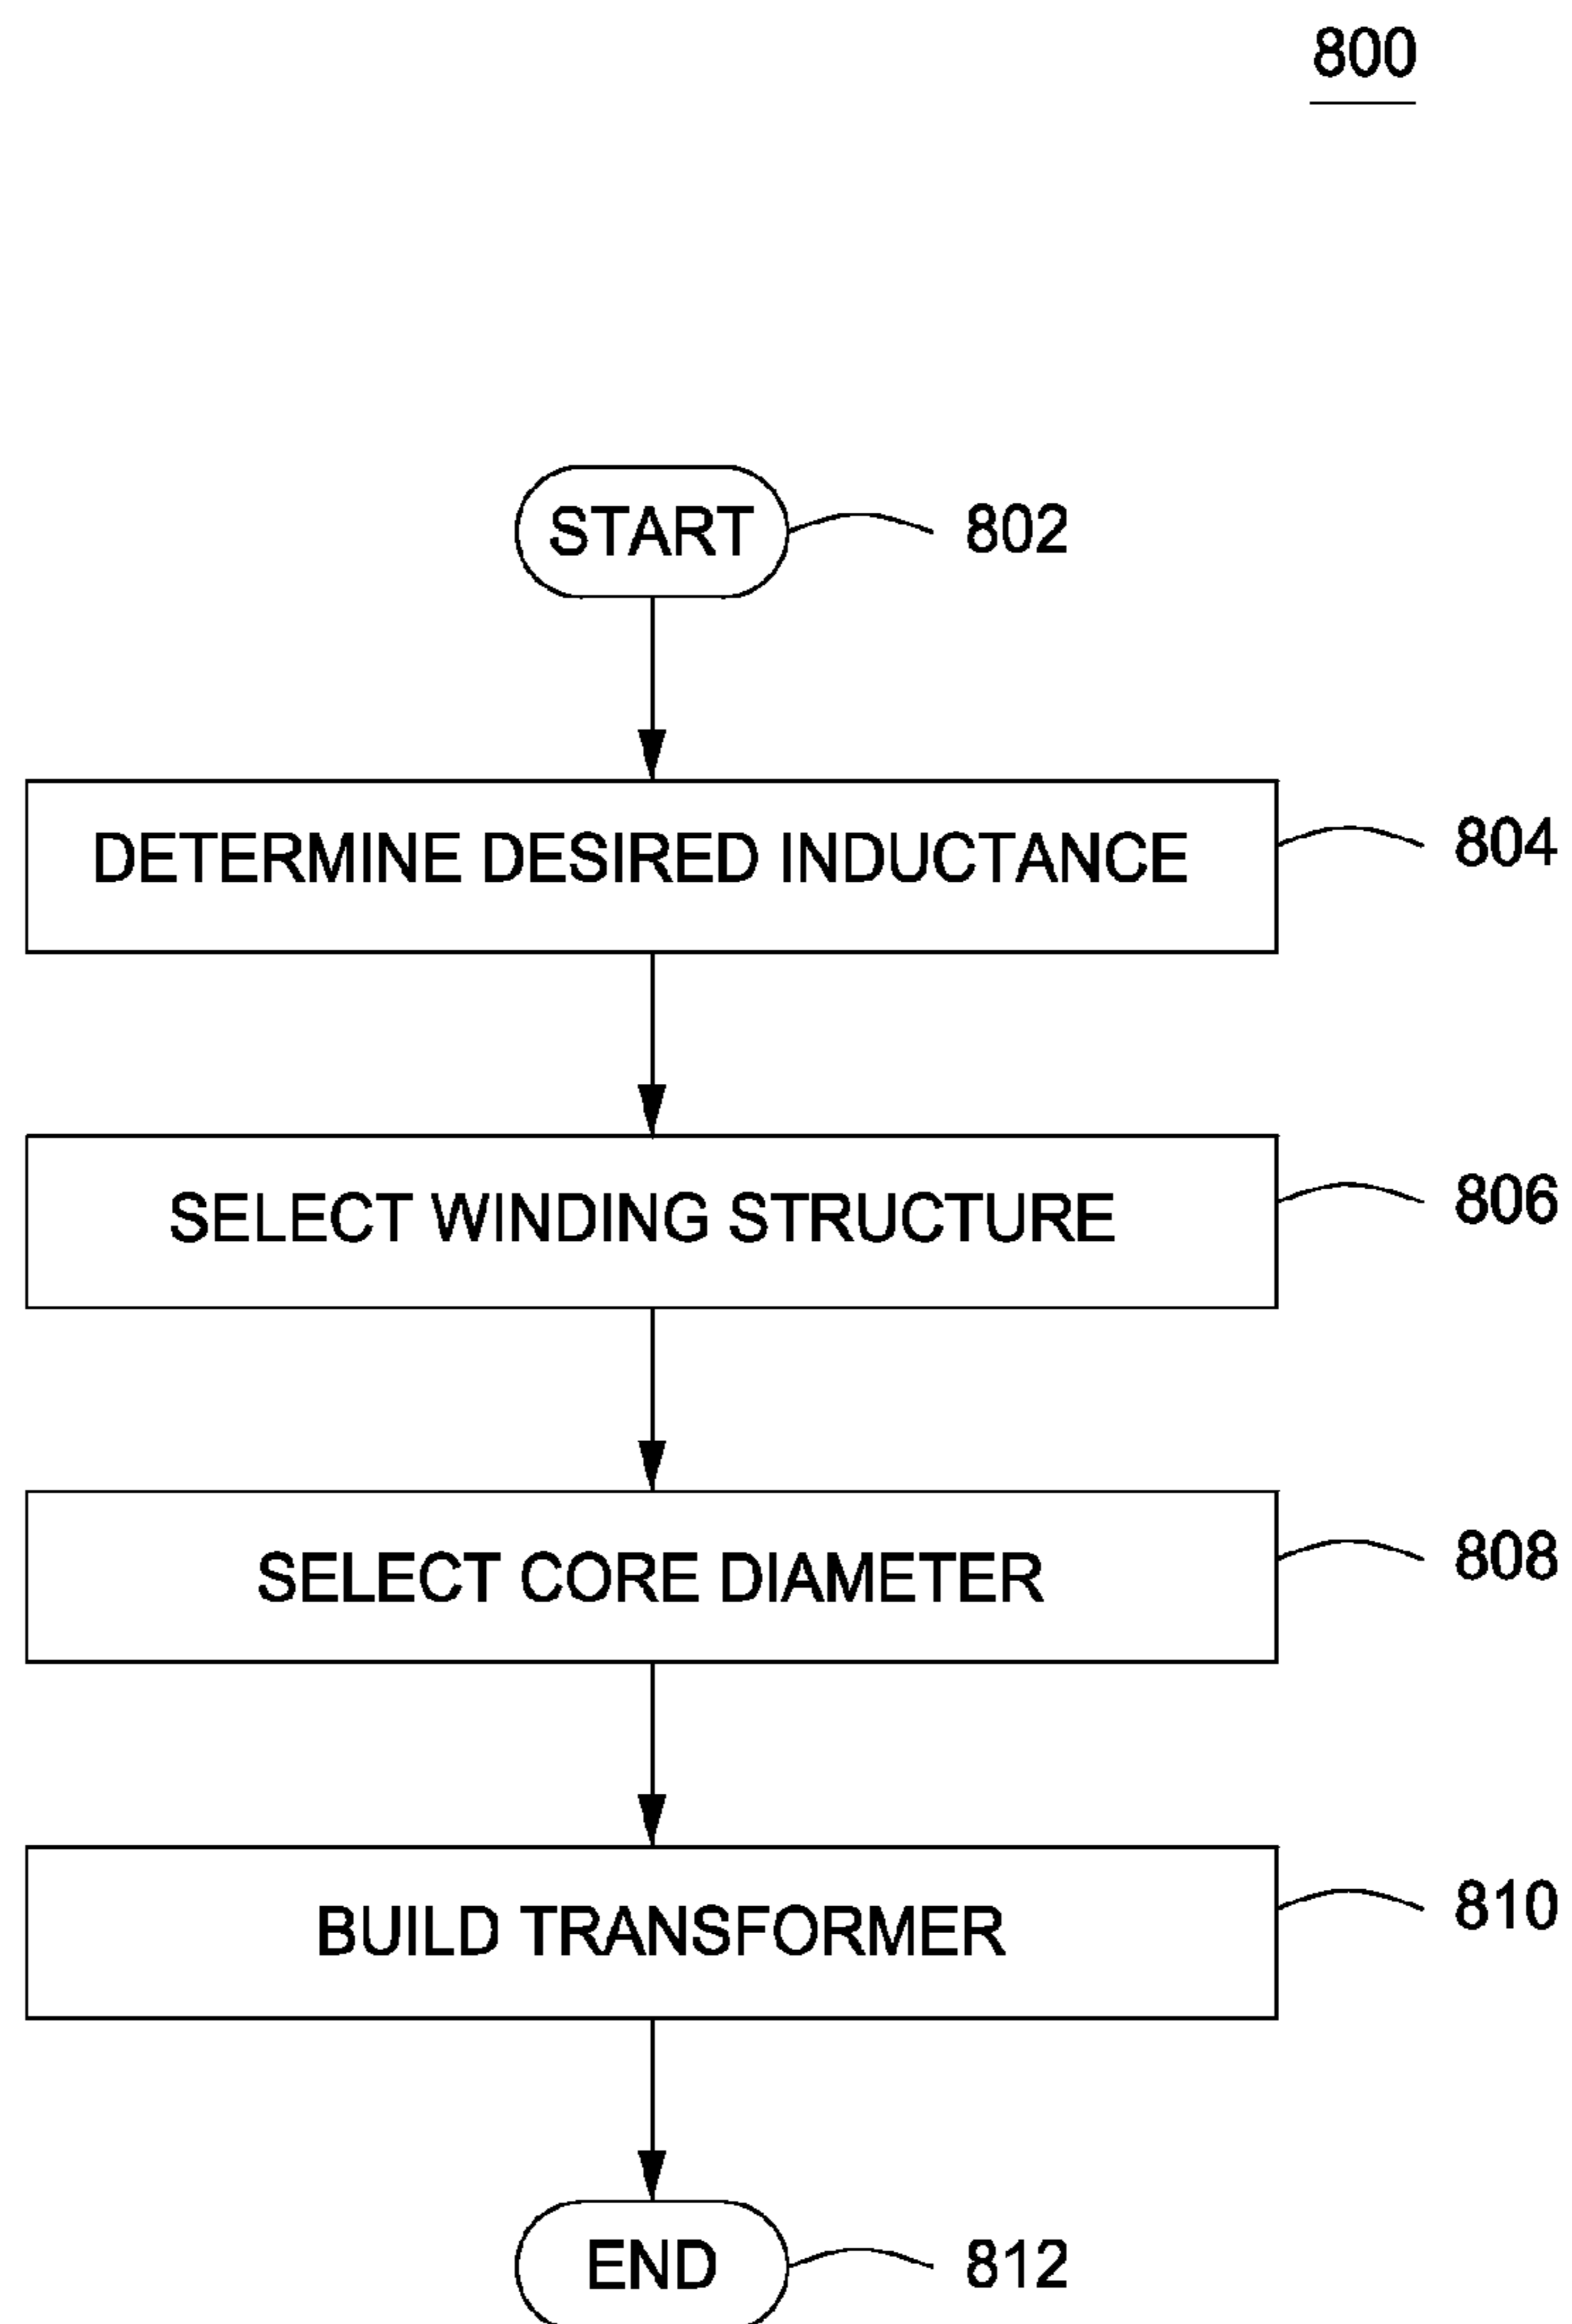 800
START
802
DETERMINE DESIRED INDUCTANCE
804
SELECT WINDING STRUCTURE
806
SELECT CORE DIAMETER
808
BUILD TRANSFORMER
810
END
812